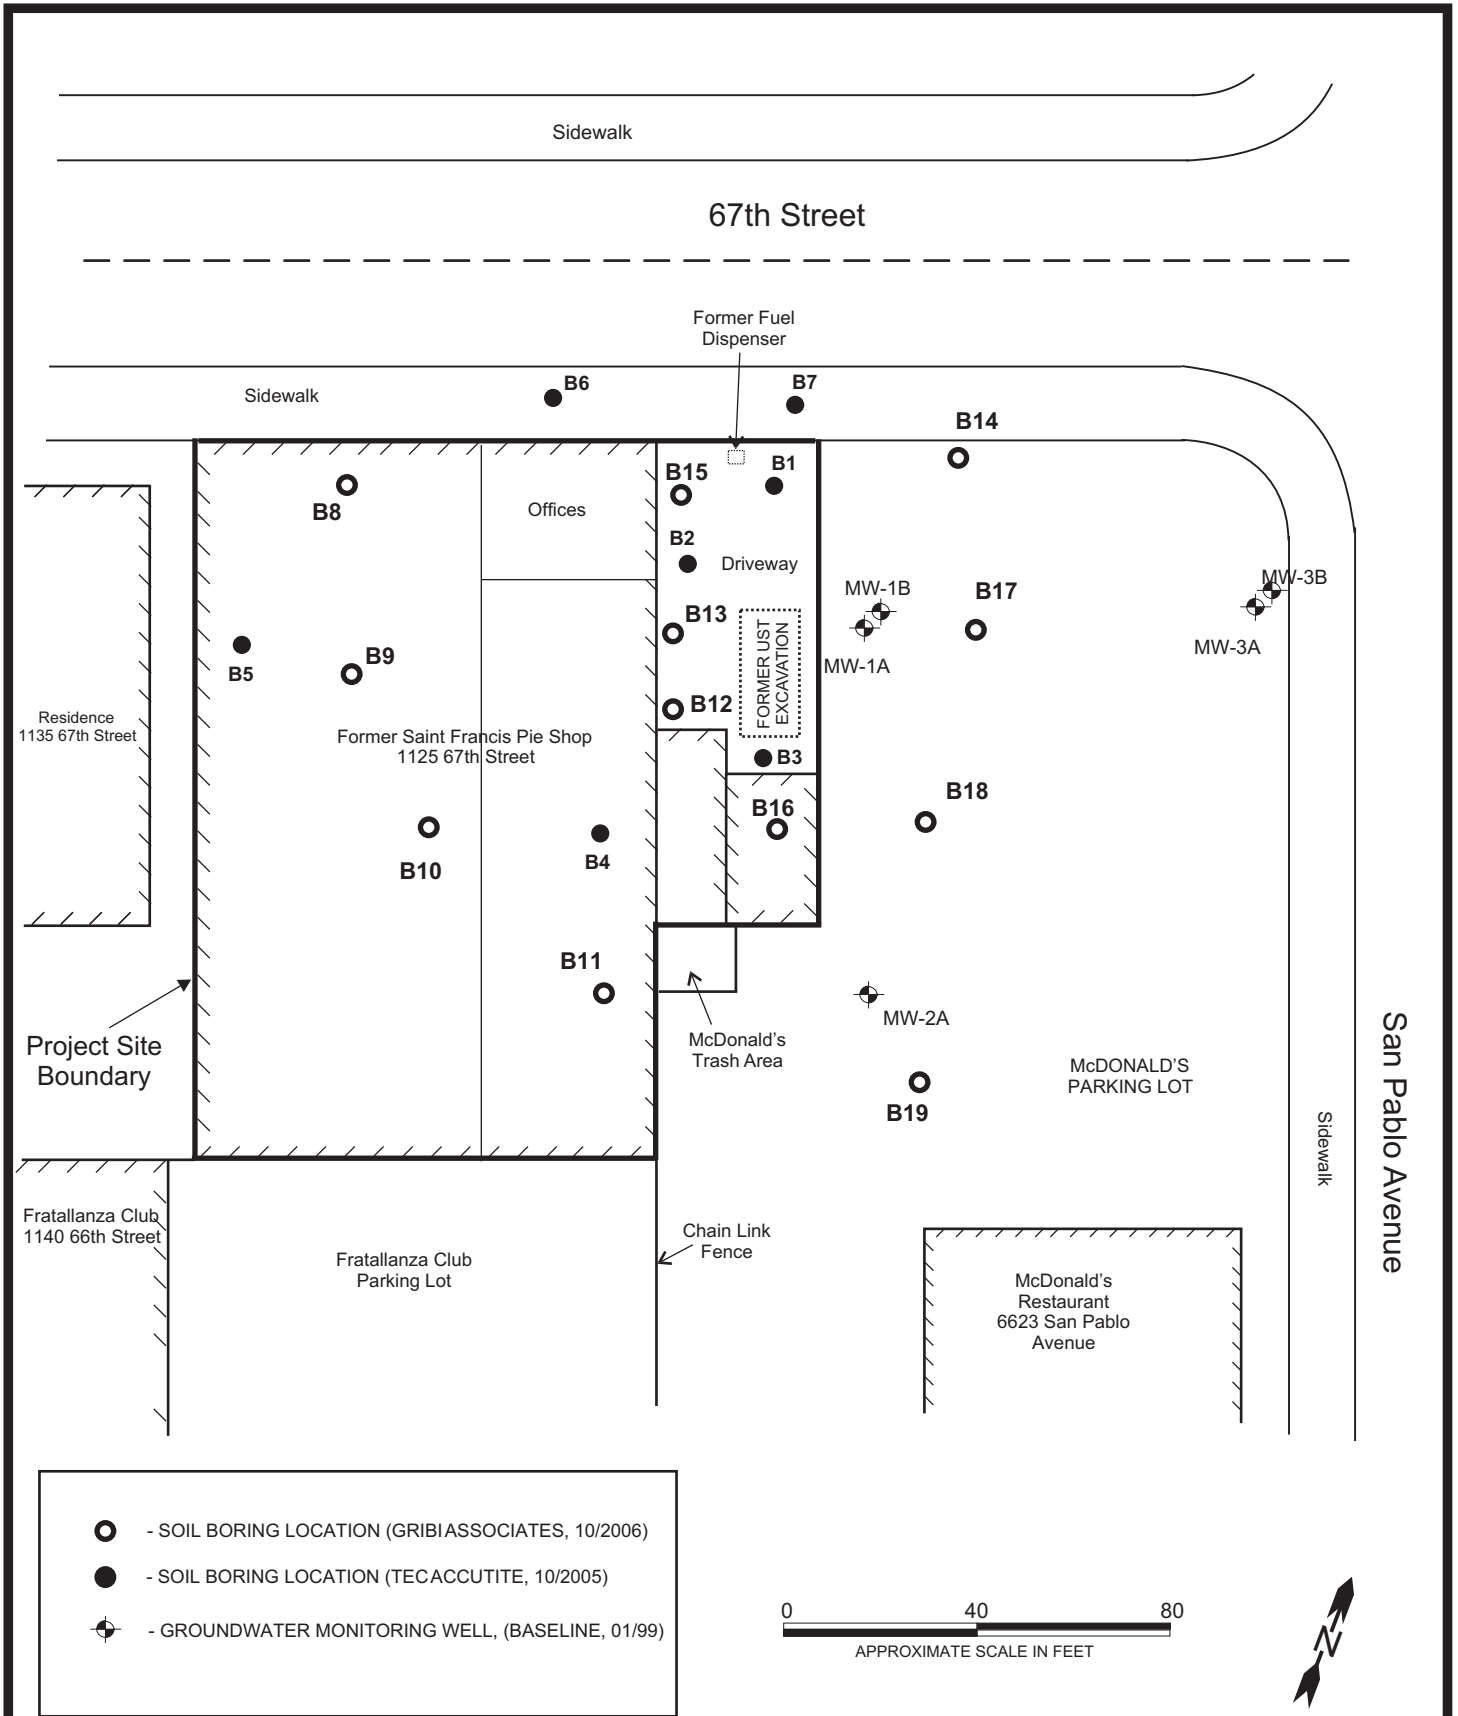 Sidewalk
67th Street
Former Fuel
Dispenser
Sidewalk
B6
B7
B14
B15
B1
B8
Offices
B2
Driveway
MW-1B
B17
MW-3B
B13
FORMER UST
EXCAVATION
MW-1A
MW-3A
B5
B9
B12
Residence
1135 67th Street
Former Saint Francis Pie Shop
1125 67th Street
B3
B18
B16
B10
B4
B11
MW-2A
Project Site
Boundary
McDonald's
Trash Area
McDONALD'S
PARKING LOT
B19
San Pablo Avenue
Sidewalk
Fratallanza Club
1140 66th Street
Fratallanza Club
Parking Lot
Chain Link
Fence
McDonald's
Restaurant
6623 San Pablo
Avenue
- SOIL BORING LOCATION (GRIBI ASSOCIATES, 10/2006)
- SOIL BORING LOCATION (TEC ACCUTITE, 10/2005)
- GROUNDWATER MONITORING WELL, (BASELINE, 01/99)
0 40 80
APPROXIMATE SCALE IN FEET
N